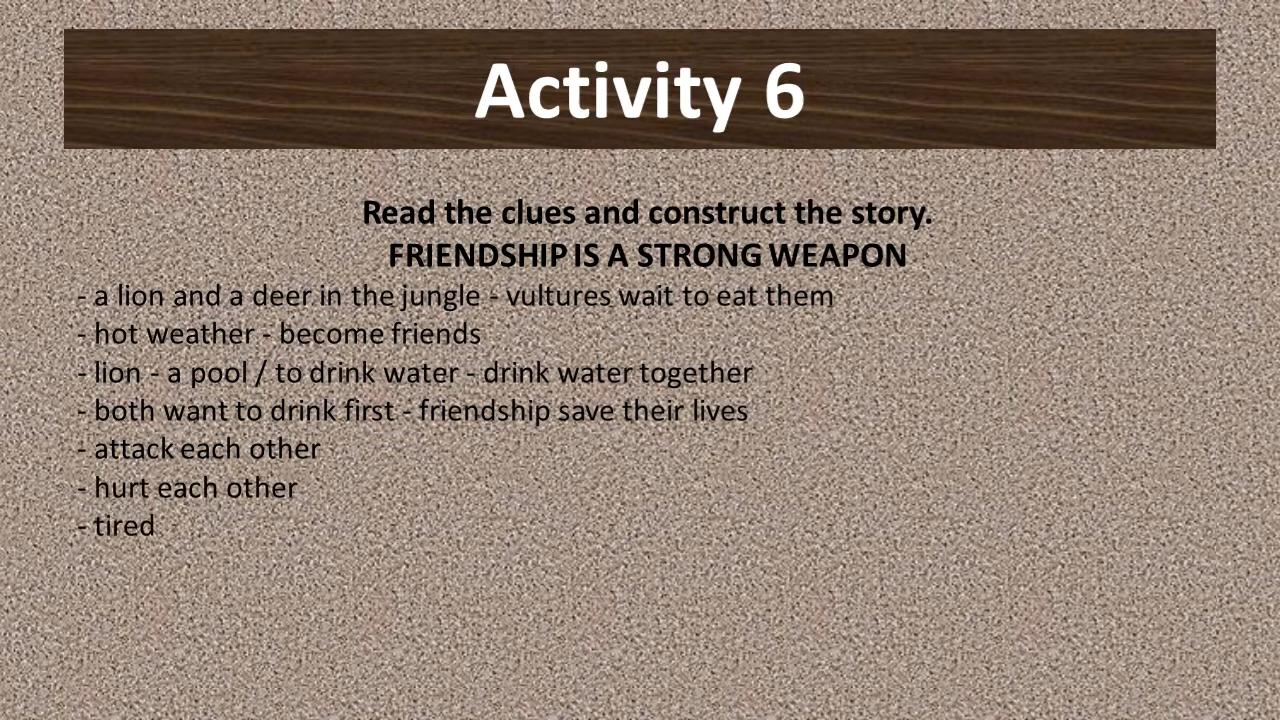 Activity 6
Read the clues and construct the story.
FRIENDSHIP IS A STRONG WEAPON
- a lion and a deer in the jungle - vultures wait to eat them
- hot weather - become friends
- lion - a pool / to drink water - drink water together
- both want to drink first - friendship save their lives
- attack each other
- hurt each other
- tired